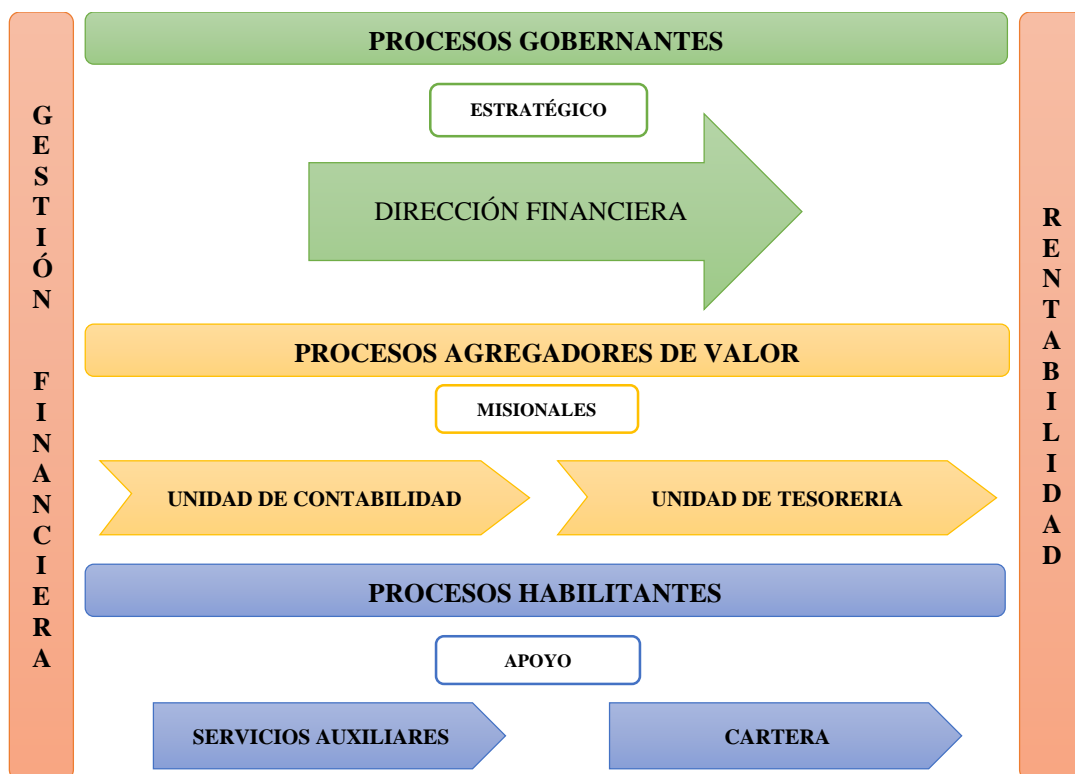 GESTIÓN FINANCIERA
PROCESOS GOBERNANTES
ESTRATÉGICO
DIRECCIÓN FINANCIERA
PROCESOS AGREGADORES DE VALOR
MISIONALES
UNIDAD DE CONTABILIDAD
UNIDAD DE TESORERIA
PROCESOS HABILITANTES
APOYO
SERVICIOS AUXILIARES
CARTERA
RENTABILIDAD